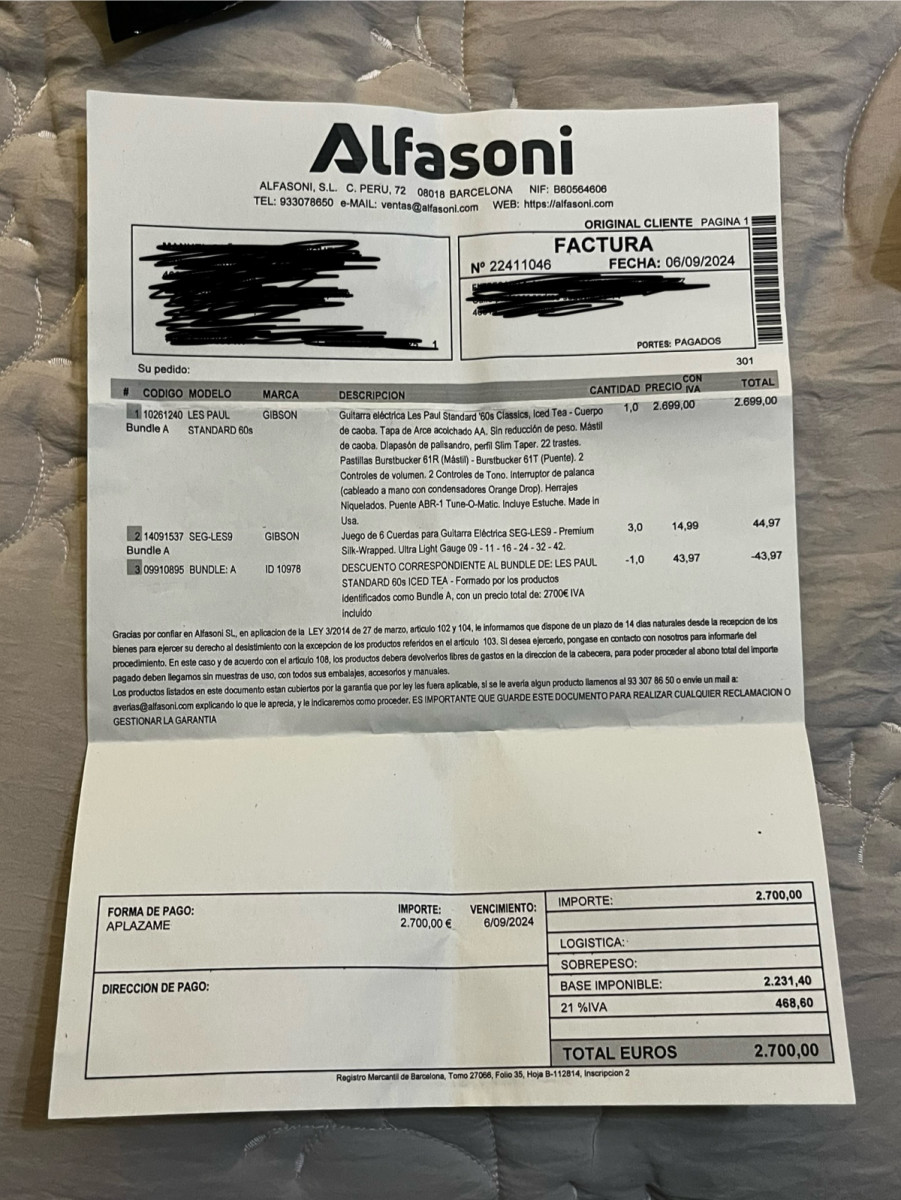 Alfasoni
ALFASONI, S.L. C. PERU, 72 08018 BARCELONA NIF: B60564606
TEL: 933078650 e-MAIL: ventas@alfasoni.com WEB: https://alfasoni.com
ORIGINAL CLIENTE PAGINA 1
FACTURA
Nº 22411046 FECHA: 06/09/2024
1
PORTES: PAGADOS
301
Su pedido:
# CODIGO MODELO MARCA DESCRIPCION CANTIDAD PRECIO CON IVA TOTAL
1 10261240 LES PAUL GIBSON Guitarra eléctrica Les Paul Standard '60s Classics, Iced Tea - Cuerpo 1,0 2.699,00 2.699,00
Bundle A STANDARD 60s de caoba. Tapa de Arce acolchado AA. Sin reducción de peso. Mástil
de caoba. Diapasón de palisandro, perfil Slim Taper. 22 trastes.
Pastillas Burstbucker 61R (Mástil) - Burstbucker 61T (Puente). 2
Controles de volumen. 2 Controles de Tono. Interruptor de palanca
(cableado a mano con condensadores Orange Drop). Herrajes
Niquelados. Puente ABR-1 Tune-O-Matic. Incluye Estuche. Made in
Usa.
2 14091537 SEG-LES9 GIBSON Juego de 6 Cuerdas para Guitarra Eléctrica SEG-LES9 - Premium 3,0 14,99 44,97
Bundle A Silk-Wrapped. Ultra Light Gauge 09 - 11 - 16 - 24 - 32 - 42.
3 09910895 BUNDLE: A ID 10978 DESCUENTO CORRESPONDIENTE AL BUNDLE DE: LES PAUL -1,0 43,97 -43,97
STANDARD 60s ICED TEA - Formado por los productos
identificados como Bundle A, con un precio total de: 2700€ IVA
incluido
Gracias por confiar en Alfasoni SL, en aplicacion de la LEY 3/2014 de 27 de marzo, articulo 102 y 104, le informamos que dispone de un plazo de 14 dias naturales desde la recepcion de los
bienes para ejercer su derecho al desistimiento con la excepcion de los productos referidos en el articulo 103. Si desea ejercerlo, pongase en contacto con nosotros para informarle del
procedimiento. En este caso y de acuerdo con el articulo 108, los productos debera devolverlos libres de gastos en la direccion de la cabecera, para poder proceder al abono total del importe
pagado deben llegarnos sin muestras de uso, con todos sus embalajes, accesorios y manuales.
Los productos listados en este documento están cubiertos por la garantia que por ley les fuera aplicable, si se le averia algun producto llamenos al 93 307 86 50 o envie un mail a:
averias@alfasoni.com explicando lo que le aprecia, y le indicaremos como proceder. ES IMPORTANTE QUE GUARDE ESTE DOCUMENTO PARA REALIZAR CUALQUIER RECLAMACION O
GESTIONAR LA GARANTIA
FORMA DE PAGO: IMPORTE: VENCIMIENTO:
APLAZAME 2.700,00 € 6/09/2024
DIRECCION DE PAGO:
IMPORTE: 2.700,00
LOGISTICA:
SOBREPESO:
BASE IMPONIBLE: 2.231,40
21 %IVA 468,60
TOTAL EUROS 2.700,00
Registro Mercantil de Barcelona, Tomo 27066, Folio 35, Hoja B-112614, Inscripcion 2